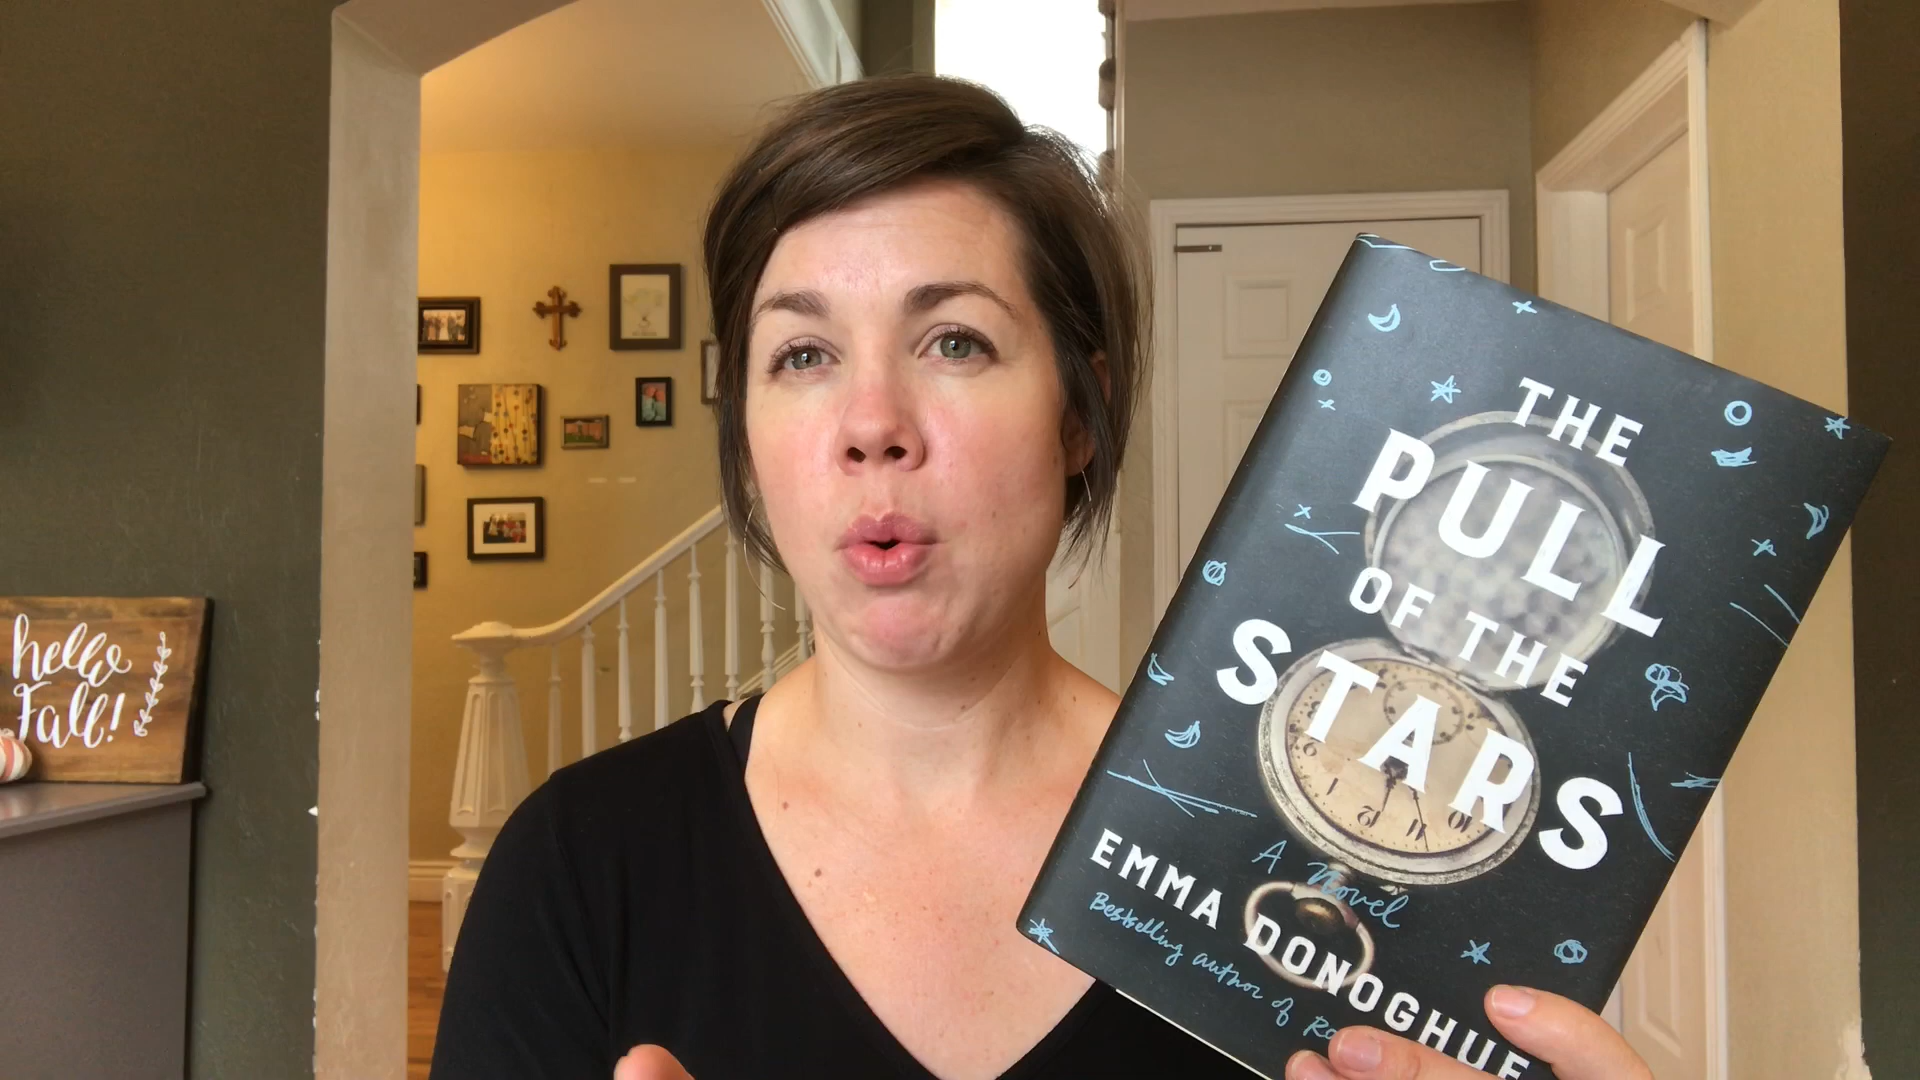 hello
Fall!
THE
PULL
OF THE
STARS
A Novel
EMMA DONOGHUE
Bestselling author of